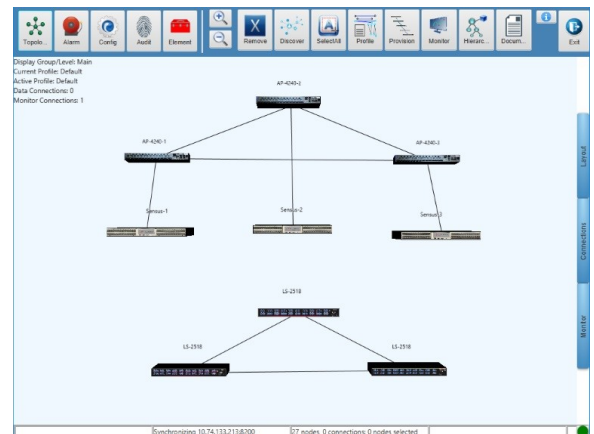 Topolo...
Alarm
Config
Audit
Element
Remove
Discover
SelectAll
Profile
Provision
Monitor
Hierarc...
Docum...
Exit
Display Group/Level: Main
Current Profile: Default
Active Profile: Default
Data Connections: 0
Monitor Connections: 1
AP-4240-1
AP-4240-2
Sensus-1
Sensus-2
Sensus-3
LS-2518
LS-2518
LS-2518
Layout
Connections
Monitor
Synchronizing 10.74.133.213:8200
27 nodes, 0 connections: 0 nodes selected